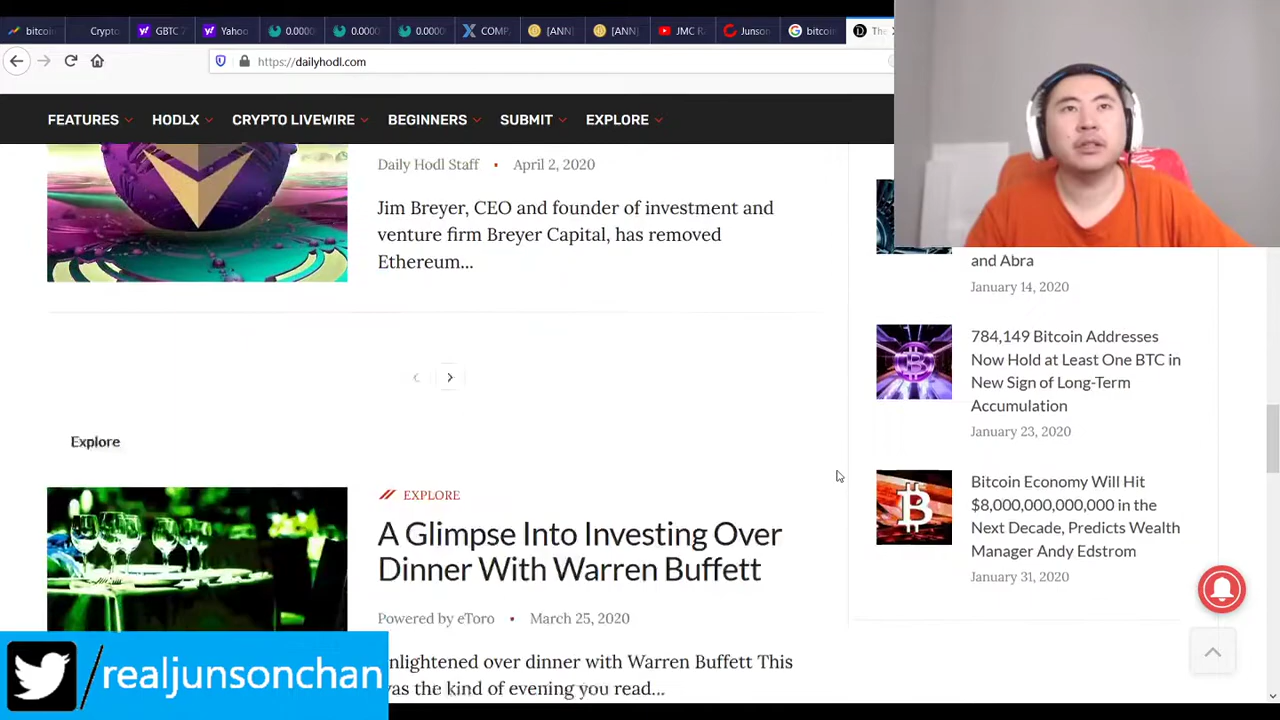 bitcoin
Crypto
GBTC
Yahoo
0.0000
0.0000
0.0000
COMP
[ANN]
[ANN]
JMC R
Junson
bitcoin
The
https://dailyhodl.com
FEATURES
HODLX
CRYPTO LIVEWIRE
BEGINNERS
SUBMIT
EXPLORE
Daily Hodl Staff • April 2, 2020
Jim Breyer, CEO and founder of investment and
venture firm Breyer Capital, has removed
Ethereum...
Explore
EXPLORE
A Glimpse Into Investing Over
Dinner With Warren Buffett
Powered by eToro • March 25, 2020
nlightened over dinner with Warren Buffett This
was the kind of evening you read...
and Abra
January 14, 2020
784,149 Bitcoin Addresses
Now Hold at Least One BTC in
New Sign of Long-Term
Accumulation
January 23, 2020
Bitcoin Economy Will Hit
$8,000,000,000,000 in the
Next Decade, Predicts Wealth
Manager Andy Edstrom
January 31, 2020
/realjunsonchan